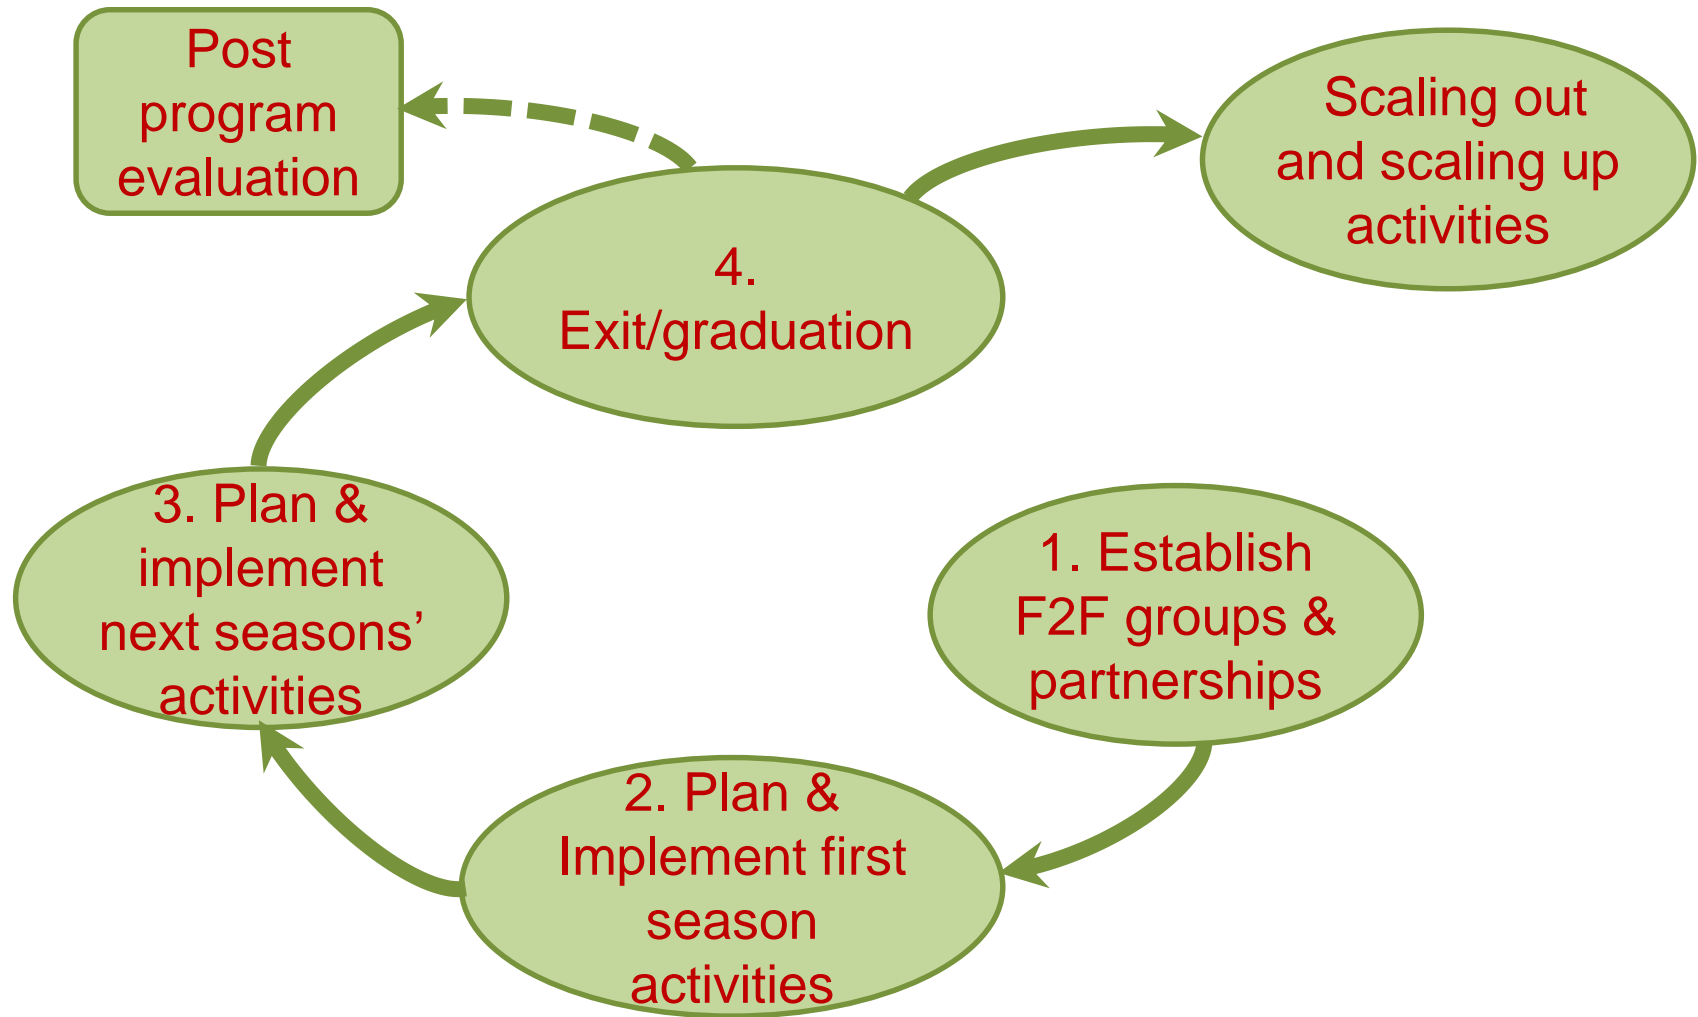 Post
program
evaluation
Scaling out
and scaling up
activities
4.
Exit/graduation
3. Plan &
implement
next seasons’
activities
1. Establish
F2F groups &
partnerships
2. Plan &
Implement first
season
activities